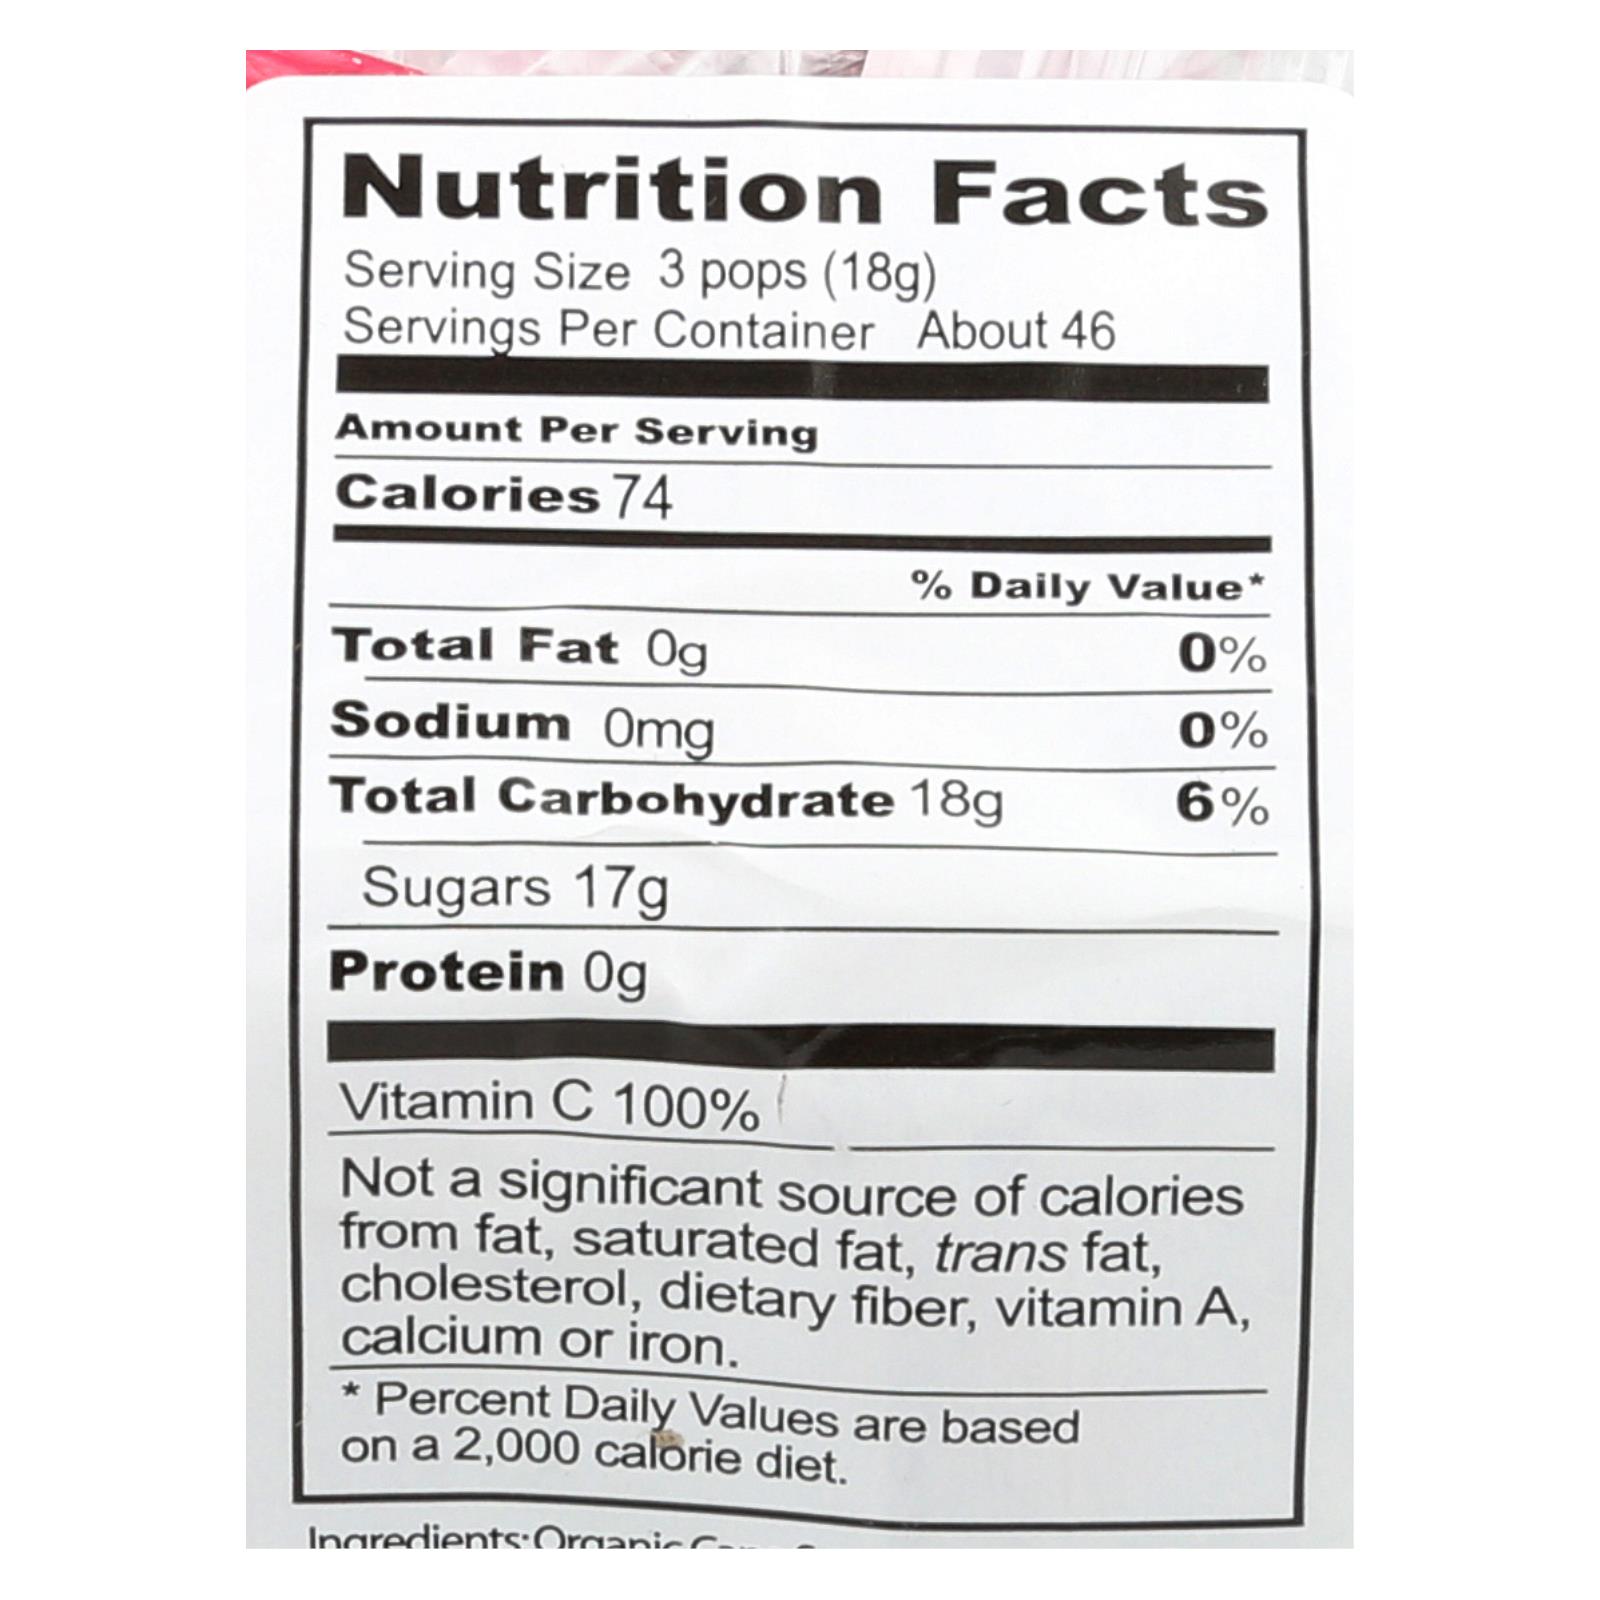 Nutrition Facts
Serving Size 3 pops (18g)
Servings Per Container About 46
Amount Per Serving
Calories 74
% Daily Value*
Total Fat 0g 0%
Sodium 0mg 0%
Total Carbohydrate 18g 6%
Sugars 17g
Protein 0g
Vitamin C 100%
Not a significant source of calories
from fat, saturated fat, trans fat,
cholesterol, dietary fiber, vitamin A,
calcium or iron.
* Percent Daily Values are based
on a 2,000 calorie diet.
Ingredients: Organic